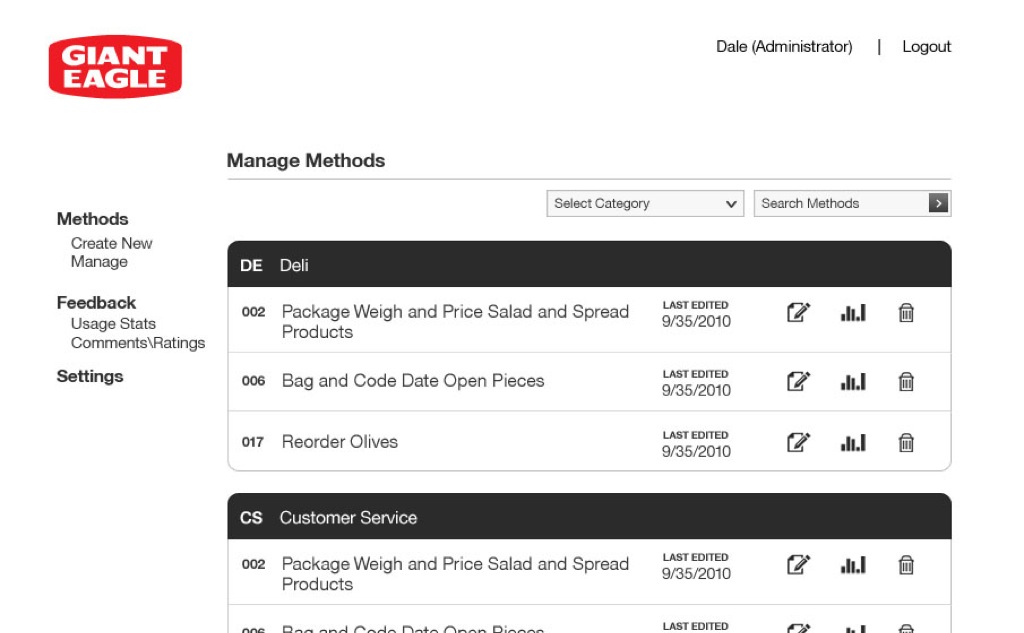 GIANT
EAGLE
Dale (Administrator) | Logout
Manage Methods
Select Category
Search Methods
Methods
Create New
Manage
Feedback
Usage Stats
Comments\Ratings
Settings
DE Deli
002 Package Weigh and Price Salad and Spread
Products
LAST EDITED
9/35/2010
006 Bag and Code Date Open Pieces
LAST EDITED
9/35/2010
017 Reorder Olives
LAST EDITED
9/35/2010
CS Customer Service
002 Package Weigh and Price Salad and Spread
Products
LAST EDITED
9/35/2010
006 Bag and Code Date Open Pieces
LAST EDITED